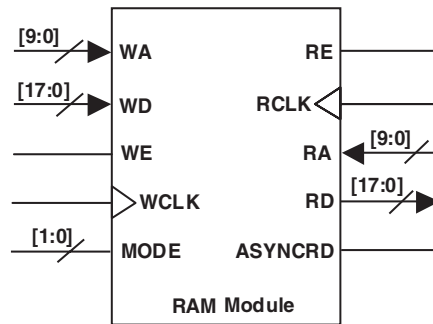 [9:0] WA RE
[17:0] WD RCLK
WE RA [9:0]
WCLK RD [17:0]
[1:0] MODE ASYNCRD
RAM Module